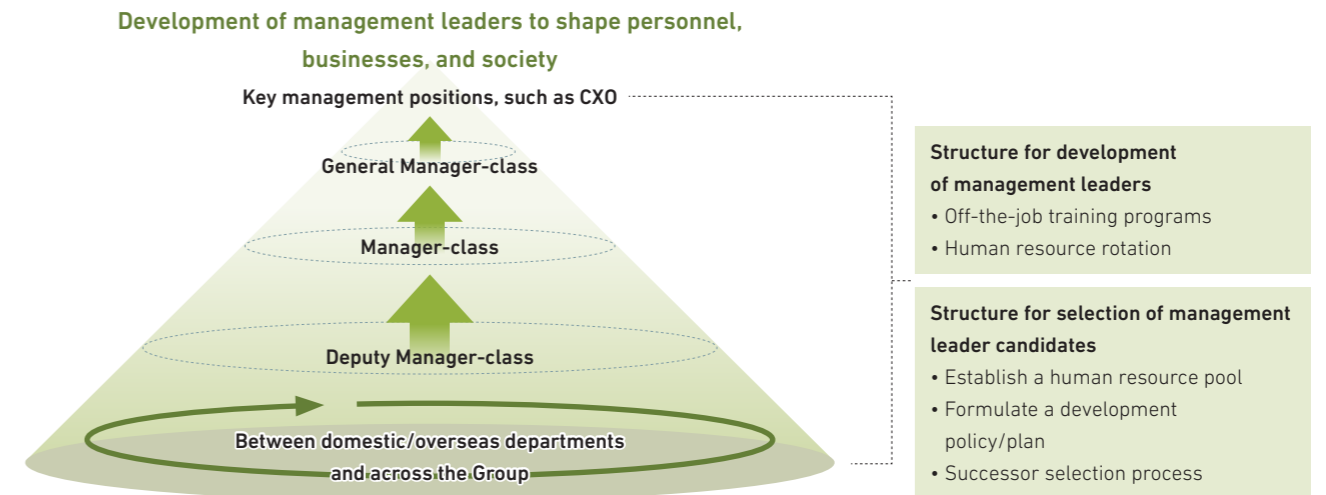 Development of management leaders to shape personnel,
businesses, and society
Key management positions, such as CXO
General Manager-class
Manager-class
Deputy Manager-class
Between domestic/overseas departments
and across the Group
Structure for development
of management leaders
• Off-the-job training programs
• Human resource rotation
Structure for selection of management
leader candidates
• Establish a human resource pool
• Formulate a development
policy/plan
• Successor selection process